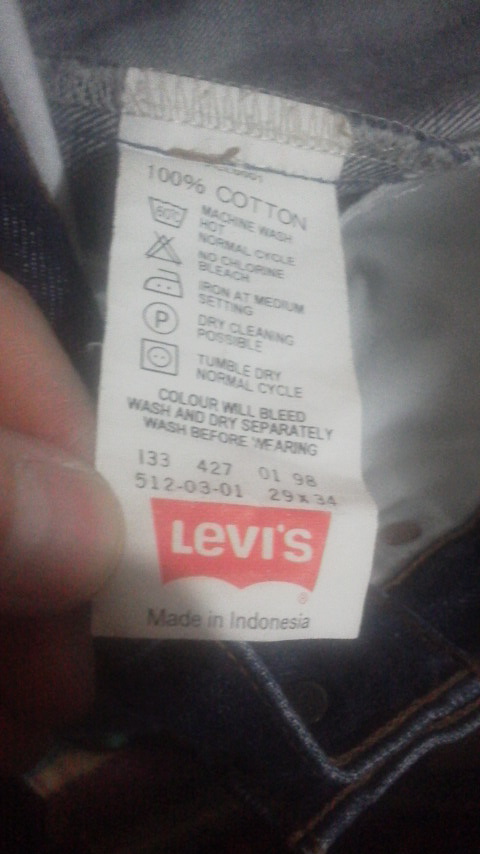 100% COTTON
60°C
MACHINE WASH
HOT
NORMAL CYCLE
NO CHLORINE
BLEACH
IRON AT MEDIUM
SETTING
P
DRY CLEANING
POSSIBLE
TUMBLE DRY
NORMAL CYCLE
COLOUR WILL BLEED
WASH AND DRY SEPARATELY
WASH BEFORE WEARING
133 427 01 98
512-03-01 29 x 34
LEVI'S
®
Made in Indonesia